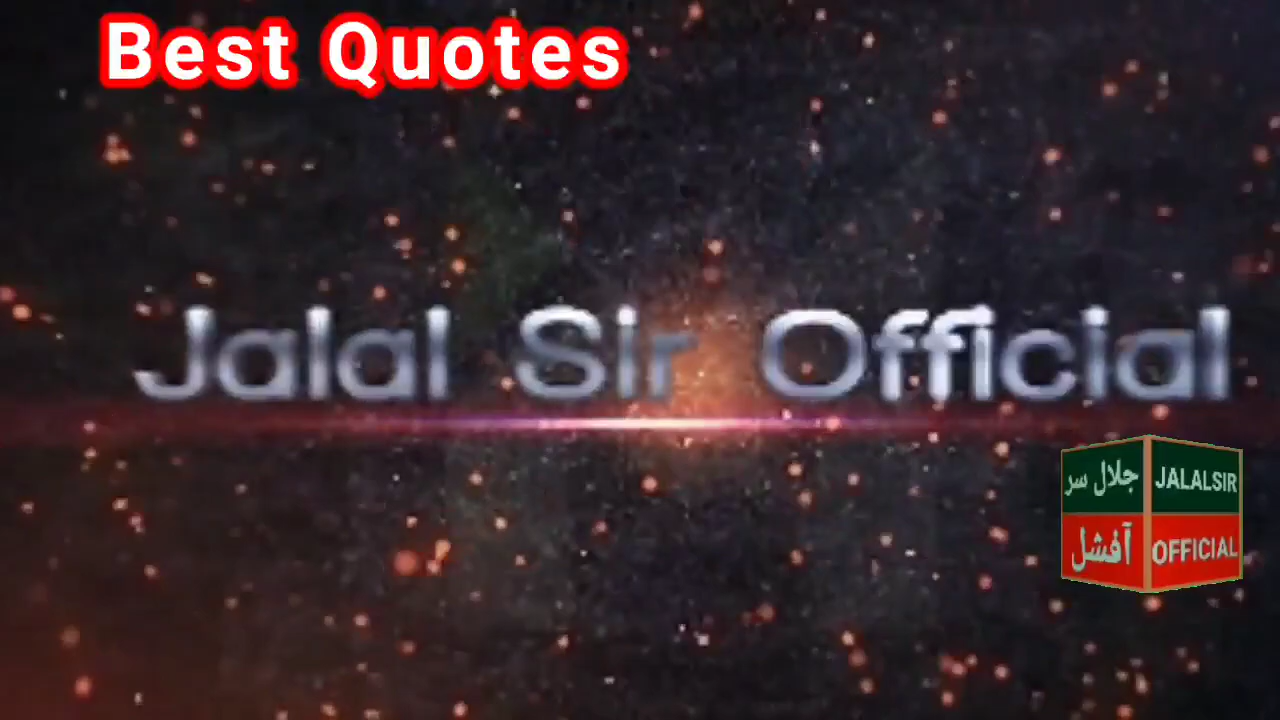 Best Quotes
Jalal Sir Official
جلال سر
آفشل
JALALSIR
OFFICIAL